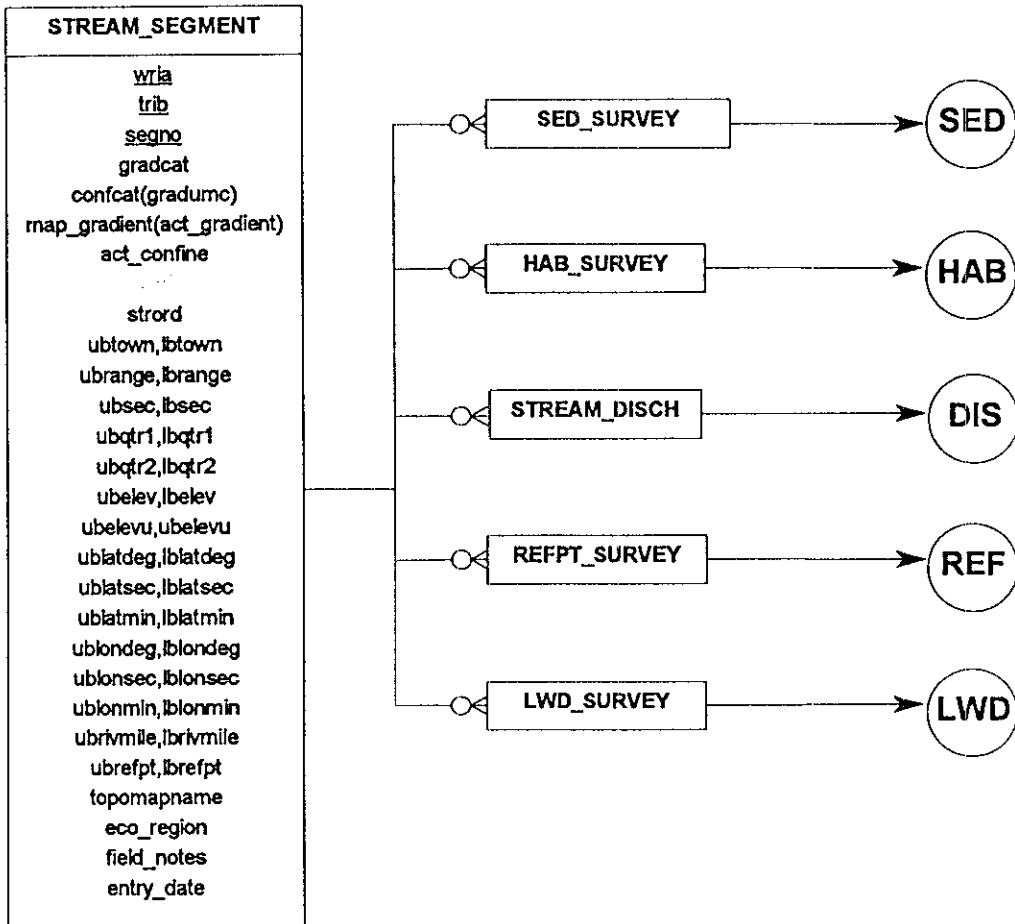 STREAM_SEGMENT
wria
trib
segno
gradcat
confcat(gradumc)
map_gradient(act_gradient)
act_confine
strord
ubtown,lbtown
ubrange,lbrange
ubsec,lbsec
ubqtr1,lbqtr1
ubqtr2,lbqtr2
ubelev,lbelev
ubelevu,ubelevu
ublatdeg,lblatdeg
ublatsec,lblatsec
ublatmin,lblatmin
ublondeg,lblondeg
ublonsec,lblonsec
ublonmin,lblonmin
ubrivmile,lbrivmile
ubrefpt,lbrefpt
topomapname
eco_region
field_notes
entry_date
SED_SURVEY
SED
HAB_SURVEY
HAB
STREAM_DISCH
DIS
REFPT_SURVEY
REF
LWD_SURVEY
LWD